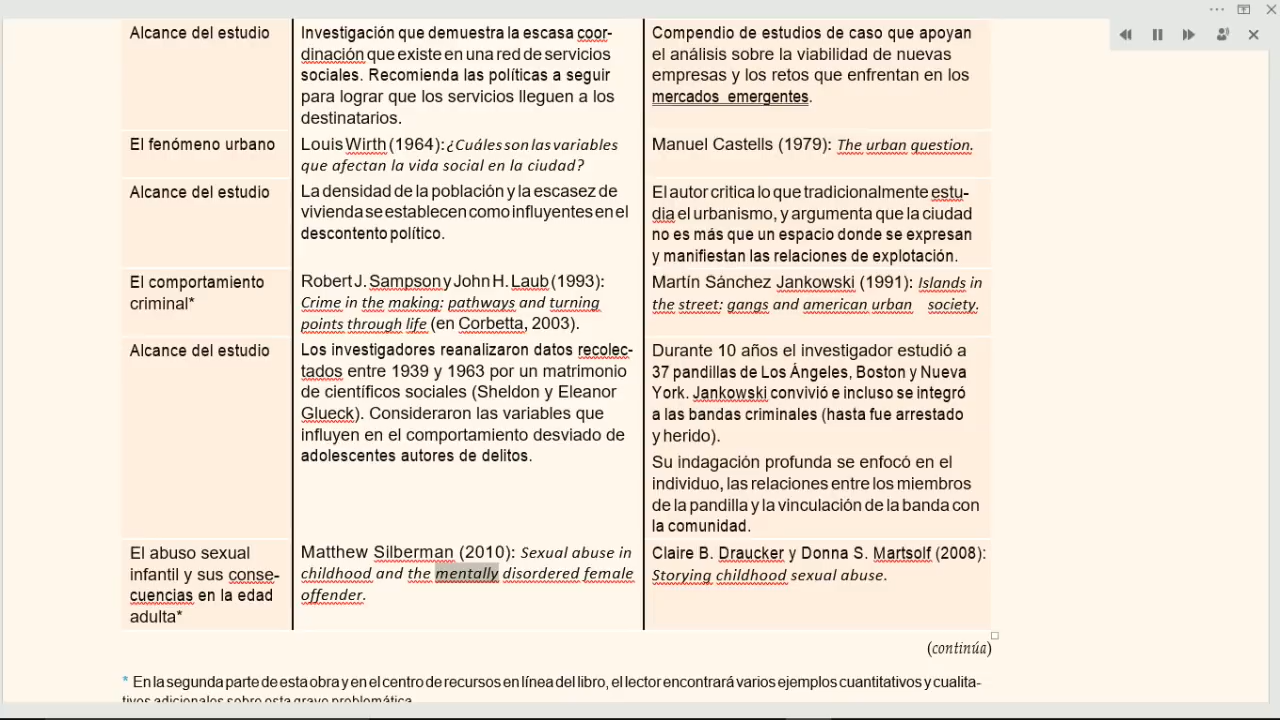 Alcance del estudio
Investigación que demuestra la escasa coor-
dinación que existe en una red de servicios
sociales. Recomienda las políticas a seguir
para lograr que los servicios lleguen a los
destinatarios.
Compendio de estudios de caso que apoyan
el análisis sobre la viabilidad de nuevas
empresas y los retos que enfrentan en los
mercados emergentes.
El fenómeno urbano
Louis Wirth (1964): ¿Cuáles son las variables
que afectan la vida social en la ciudad?
Manuel Castells (1979): The urban question.
Alcance del estudio
La densidad de la población y la escasez de
vivienda se establecen como influyentes en el
descontento político.
El autor critica lo que tradicionalmente estu-
dia el urbanismo, y argumenta que la ciudad
no es más que un espacio donde se expresan
y manifiestan las relaciones de explotación.
El comportamiento
criminal*
Robert J. Sampson y John H. Laub (1993):
Crime in the making: pathways and turning
points through life (en Corbetta, 2003).
Martín Sánchez Jankowski (1991): Islands in
the street: gangs and american urban society.
Alcance del estudio
Los investigadores reanalizaron datos recolec-
tados entre 1939 y 1963 por un matrimonio
de científicos sociales (Sheldon y Eleanor
Glueck). Consideraron las variables que
influyen en el comportamiento desviado de
adolescentes autores de delitos.
Durante 10 años el investigador estudió a
37 pandillas de Los Ángeles, Boston y Nueva
York. Jankowski convivió e incluso se integró
a las bandas criminales (hasta fue arrestado
y herido).
Su indagación profunda se enfocó en el
individuo, las relaciones entre los miembros
de la pandilla y la vinculación de la banda con
la comunidad.
El abuso sexual
infantil y sus conse-
cuencias en la edad
adulta*
Matthew Silberman (2010): Sexual abuse in
childhood and the mentally disordered female
offender.
Claire B. Draucker y Donna S. Martsolf (2008):
Storying childhood sexual abuse.
(continúa)
* En la segunda parte de esta obra y en el centro de recursos en línea del libro, el lector encontrará varios ejemplos cuantitativos y cualita-
tivos adicionales sobre esta grave problemática.